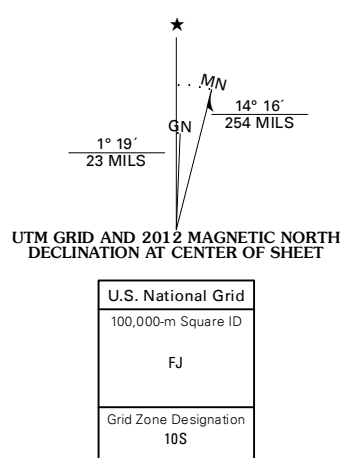 ★
MN
GN
14° 16´
254 MILS
1° 19´
23 MILS
UTM GRID AND 2012 MAGNETIC NORTH
DECLINATION AT CENTER OF SHEET
U.S. National Grid
100,000-m Square ID
FJ
Grid Zone Designation
10S